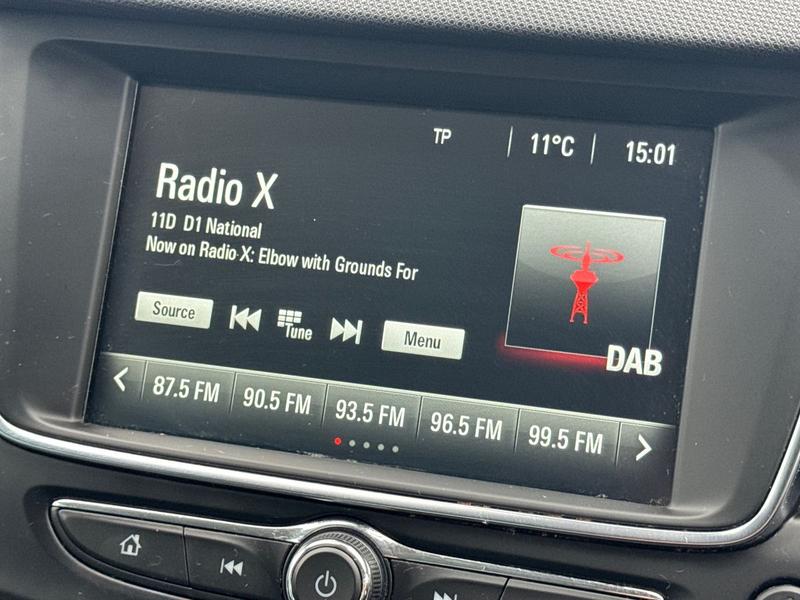 TP 11°C 15:01
Radio X
11D D1 National
Now on Radio X: Elbow with Grounds For
Source Tune Menu
DAB
87.5 FM 90.5 FM 93.5 FM 96.5 FM 99.5 FM